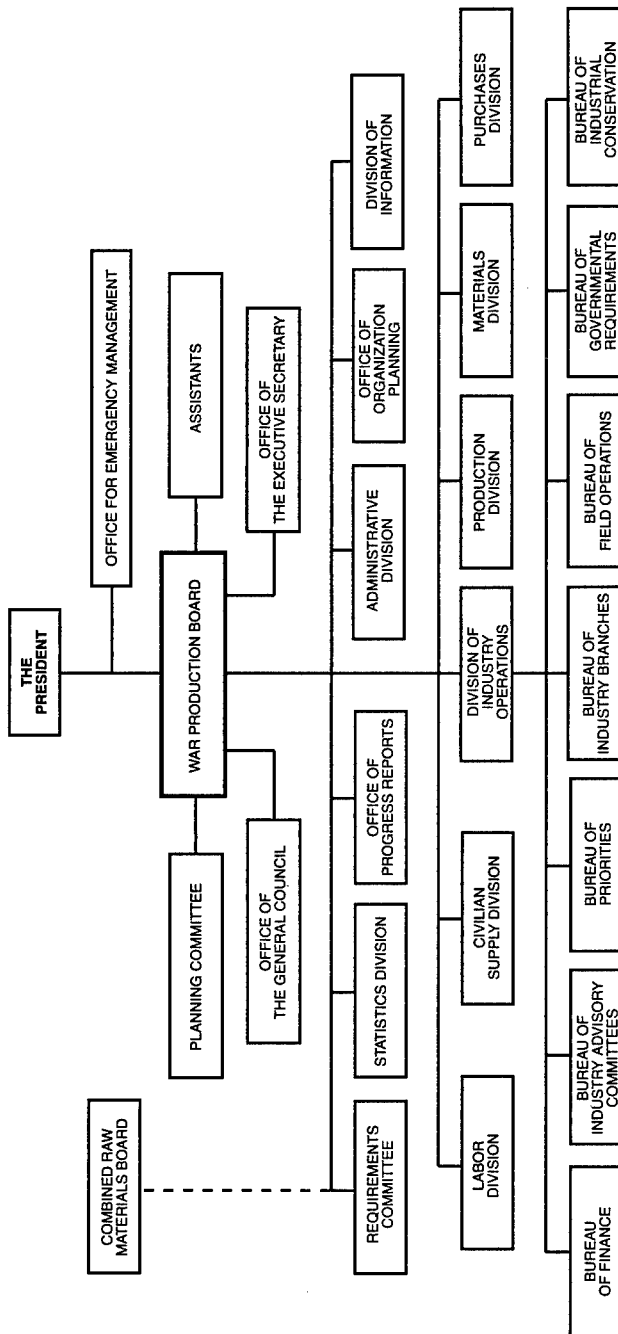 THE
PRESIDENT
OFFICE FOR EMERGENCY MANAGEMENT
COMBINED RAW
MATERIALS BOARD
PLANNING COMMITTEE
WAR PRODUCTION BOARD
ASSISTANTS
OFFICE OF
THE GENERAL COUNCIL
OFFICE OF
THE EXECUTIVE SECRETARY
REQUIREMENTS
COMMITTEE
STATISTICS DIVISION
OFFICE OF
PROGRESS REPORTS
ADMINISTRATIVE
DIVISION
OFFICE OF
ORGANIZATION
PLANNING
DIVISION OF
INFORMATION
LABOR
DIVISION
CIVILIAN
SUPPLY DIVISION
DIVISION OF
INDUSTRY
OPERATIONS
PRODUCTION
DIVISION
MATERIALS
DIVISION
PURCHASES
DIVISION
BUREAU
OF FINANCE
BUREAU OF
INDUSTRY ADVISORY
COMMITTEES
BUREAU OF
PRIORITIES
BUREAU OF
INDUSTRY BRANCHES
BUREAU OF
FIELD OPERATIONS
BUREAU OF
GOVERNMENTAL
REQUIREMENTS
BUREAU OF
INDUSTRIAL
CONSERVATION